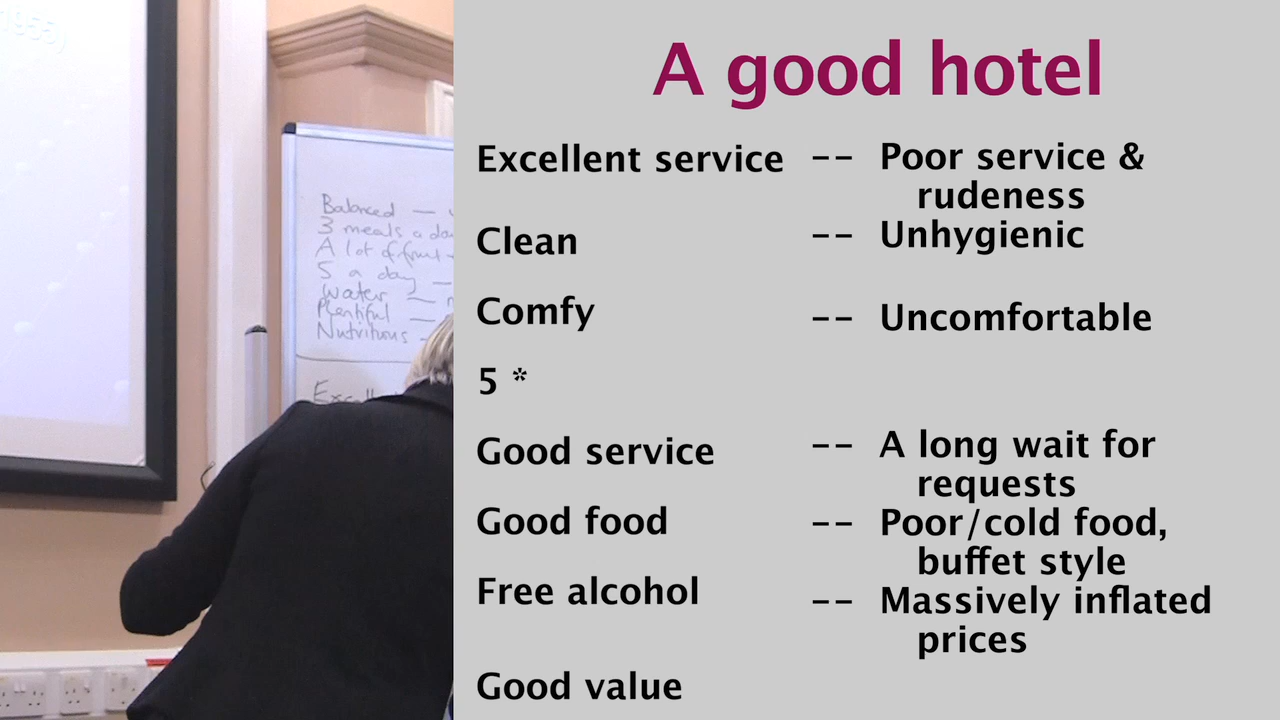 1955)
Balanced —
3 meals a day
A lot of fruit
5 a day —
Water —
Plentiful —
Nutritious -
A good hotel
Excellent service -- Poor service &
rudeness
Clean -- Unhygienic
Comfy -- Uncomfortable
5 *
Good service -- A long wait for
requests
Good food -- Poor/cold food,
buffet style
Free alcohol -- Massively inflated
prices
Good value